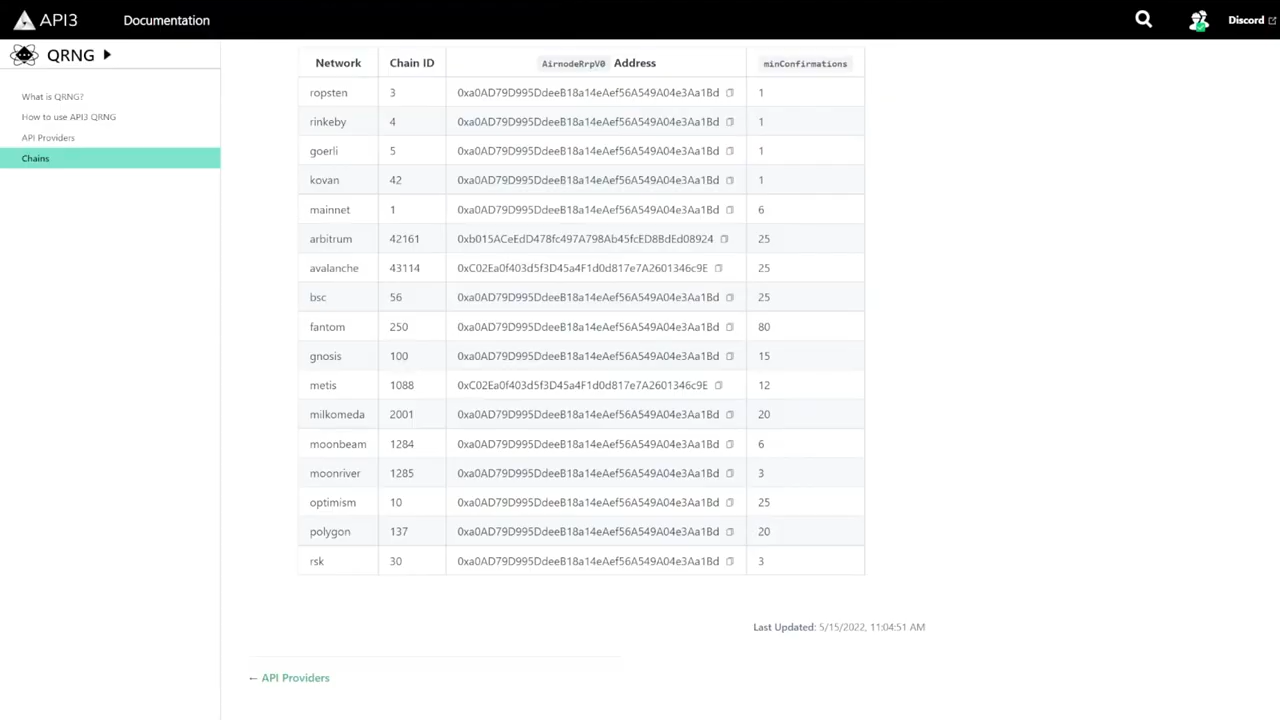 API3 Documentation Discord
QRNG
What is QRNG?
How to use API3 QRNG
API Providers
Chains
Network Chain ID AirnodeRrpV0 Address minConfirmations
ropsten 3 0xa0AD79D995DdeeB18a14eAef56A549A04e3Aa1Bd 1
rinkeby 4 0xa0AD79D995DdeeB18a14eAef56A549A04e3Aa1Bd 1
goerli 5 0xa0AD79D995DdeeB18a14eAef56A549A04e3Aa1Bd 1
kovan 42 0xa0AD79D995DdeeB18a14eAef56A549A04e3Aa1Bd 1
mainnet 1 0xa0AD79D995DdeeB18a14eAef56A549A04e3Aa1Bd 6
arbitrum 42161 0xb015ACeEdD478fc497A798Ab45fcED8BdEd08924 25
avalanche 43114 0xC02Ea0f403d5f3D45a4F1d0d817e7A2601346c9E 25
bsc 56 0xa0AD79D995DdeeB18a14eAef56A549A04e3Aa1Bd 25
fantom 250 0xa0AD79D995DdeeB18a14eAef56A549A04e3Aa1Bd 80
gnosis 100 0xa0AD79D995DdeeB18a14eAef56A549A04e3Aa1Bd 15
metis 1088 0xC02Ea0f403d5f3D45a4F1d0d817e7A2601346c9E 12
milkomeda 2001 0xa0AD79D995DdeeB18a14eAef56A549A04e3Aa1Bd 20
moonbeam 1284 0xa0AD79D995DdeeB18a14eAef56A549A04e3Aa1Bd 6
moonriver 1285 0xa0AD79D995DdeeB18a14eAef56A549A04e3Aa1Bd 3
optimism 10 0xa0AD79D995DdeeB18a14eAef56A549A04e3Aa1Bd 25
polygon 137 0xa0AD79D995DdeeB18a14eAef56A549A04e3Aa1Bd 20
rsk 30 0xa0AD79D995DdeeB18a14eAef56A549A04e3Aa1Bd 3
Last Updated: 5/15/2022, 11:04:51 AM
← API Providers